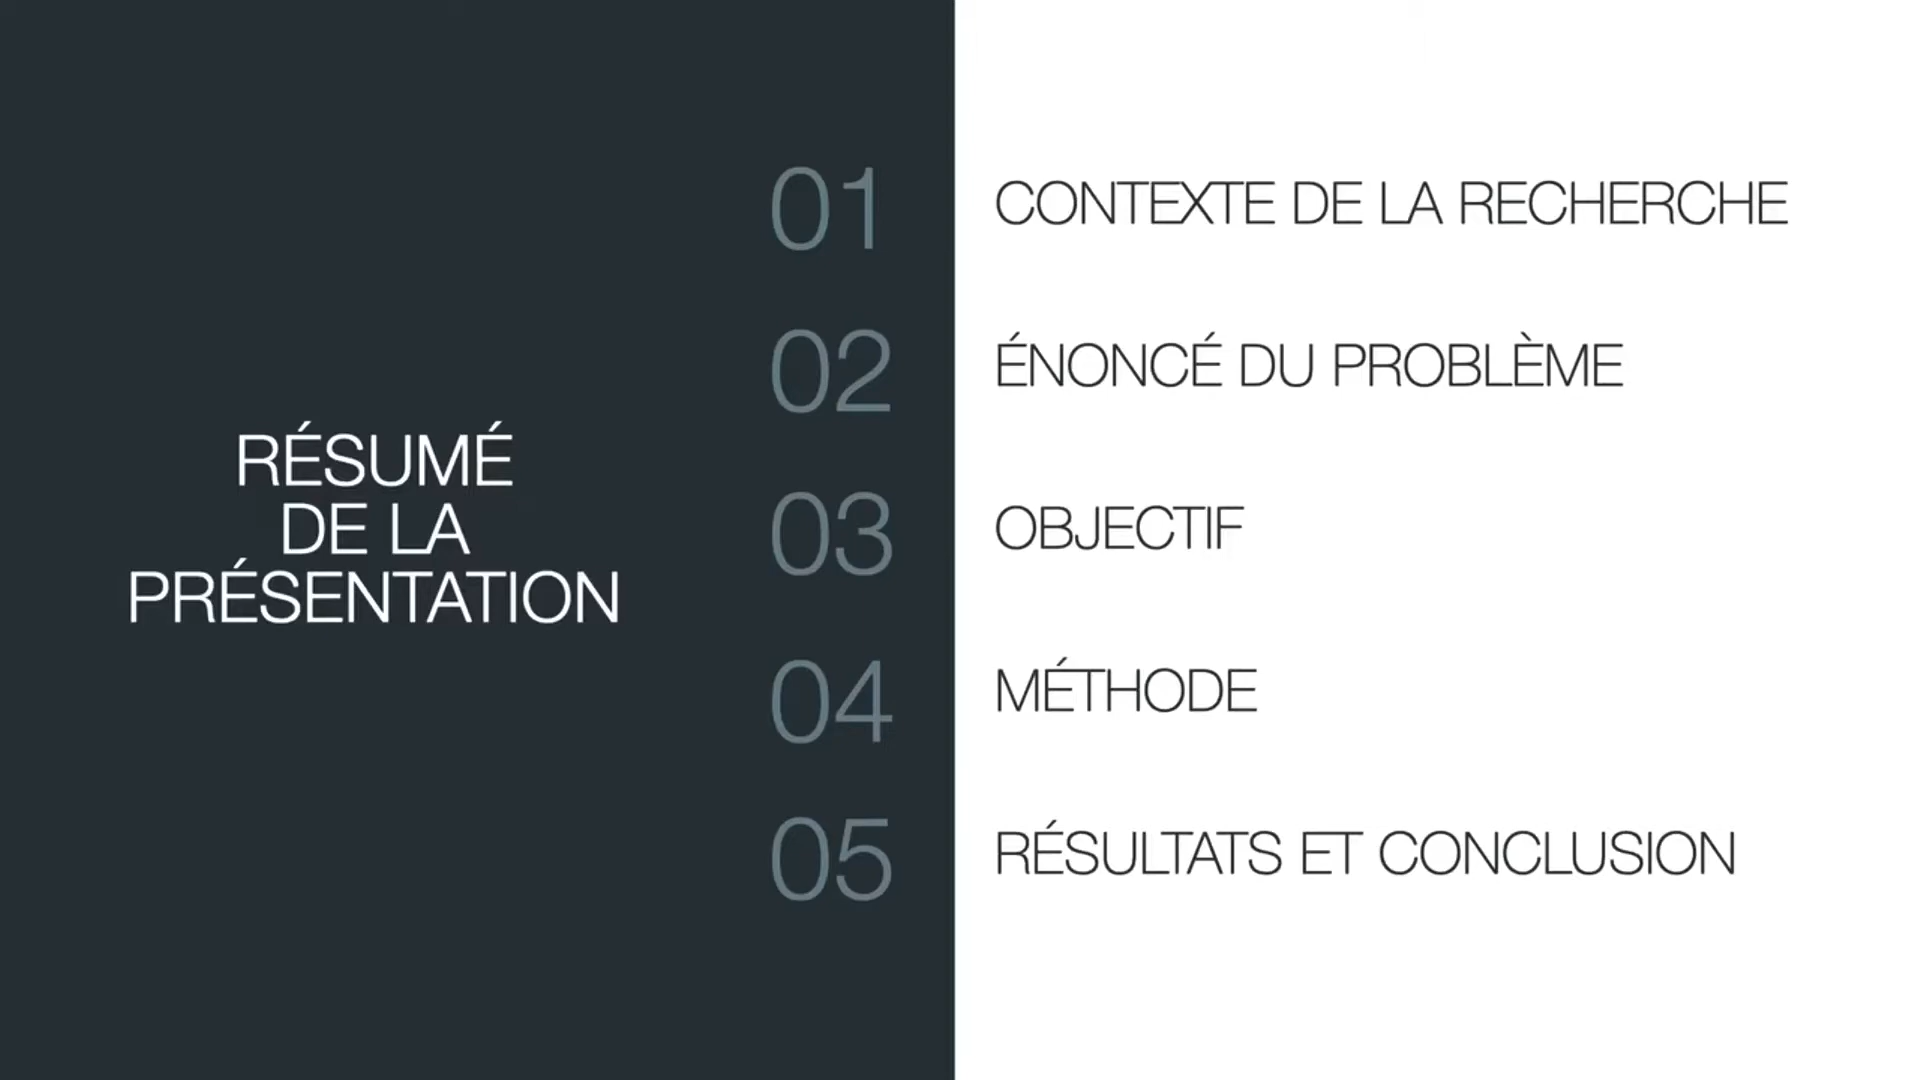 RÉSUMÉ
DE LA
PRÉSENTATION
01 CONTEXTE DE LA RECHERCHE
02 ÉNONCÉ DU PROBLÈME
03 OBJECTIF
04 MÉTHODE
05 RÉSULTATS ET CONCLUSION